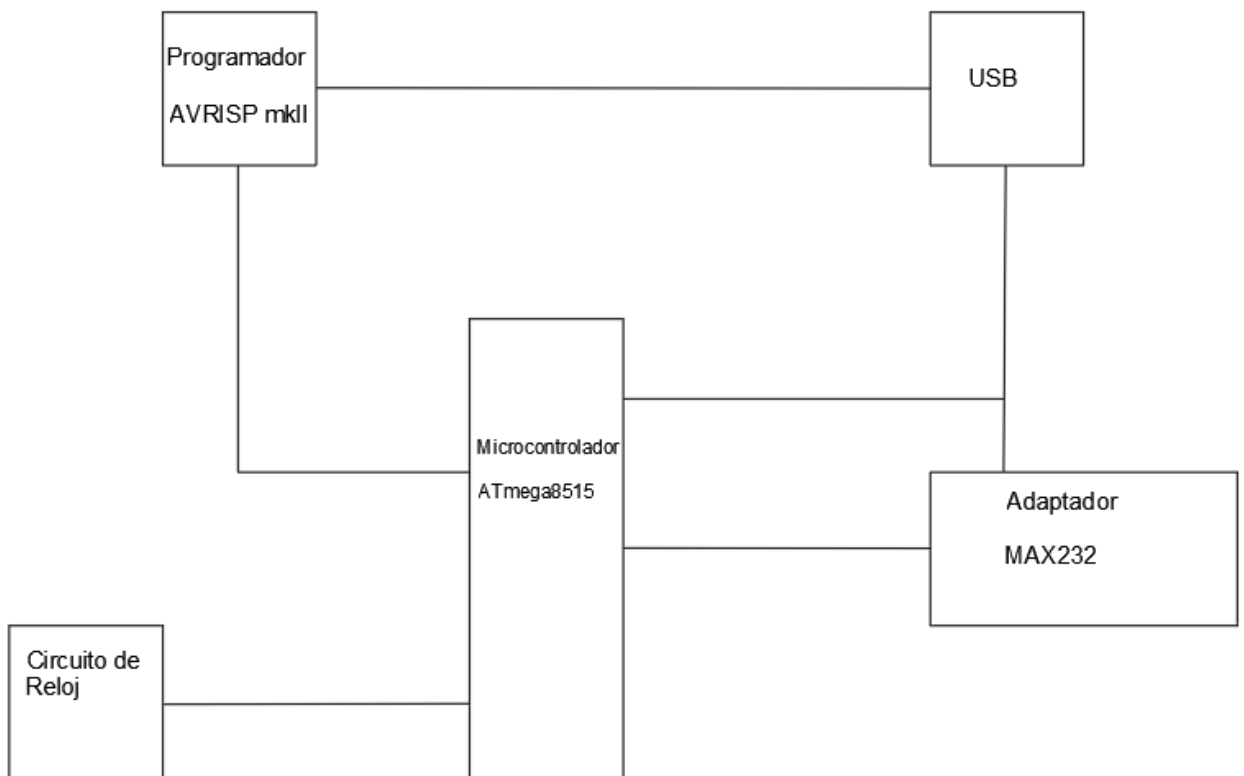 Programador
AVRISP mkII
USB
Microcontrolador
ATmega8515
Adaptador
MAX232
Circuito de
Reloj